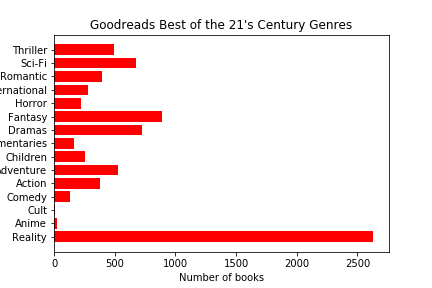 Goodreads Best of the 21's Century Genres
Thriller
Sci-Fi
Romantic
ernational
Horror
Fantasy
Dramas
mentaries
Children
Adventure
Action
Comedy
Cult
Anime
Reality
0 500 1000 1500 2000 2500
Number of books